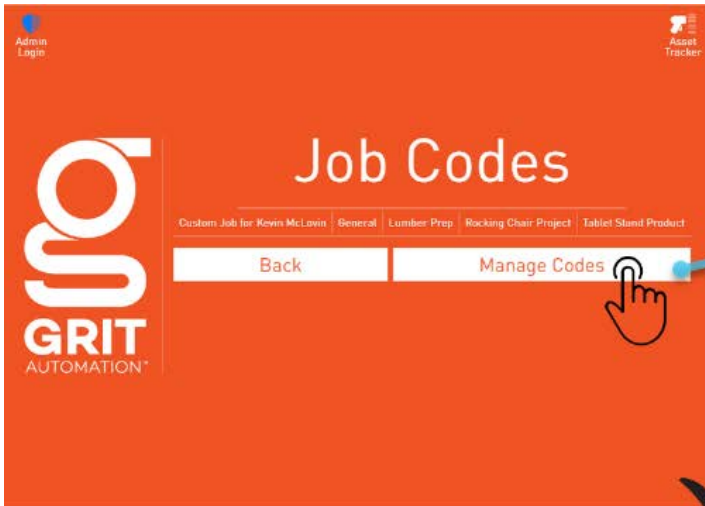 Admin
Login
Asset
Tracker
Job Codes
Custom Job for Kevin McLovin General Lumber Prep Rocking Chair Project Tablet Stand Product
Back Manage Codes
g
GRIT
AUTOMATION™